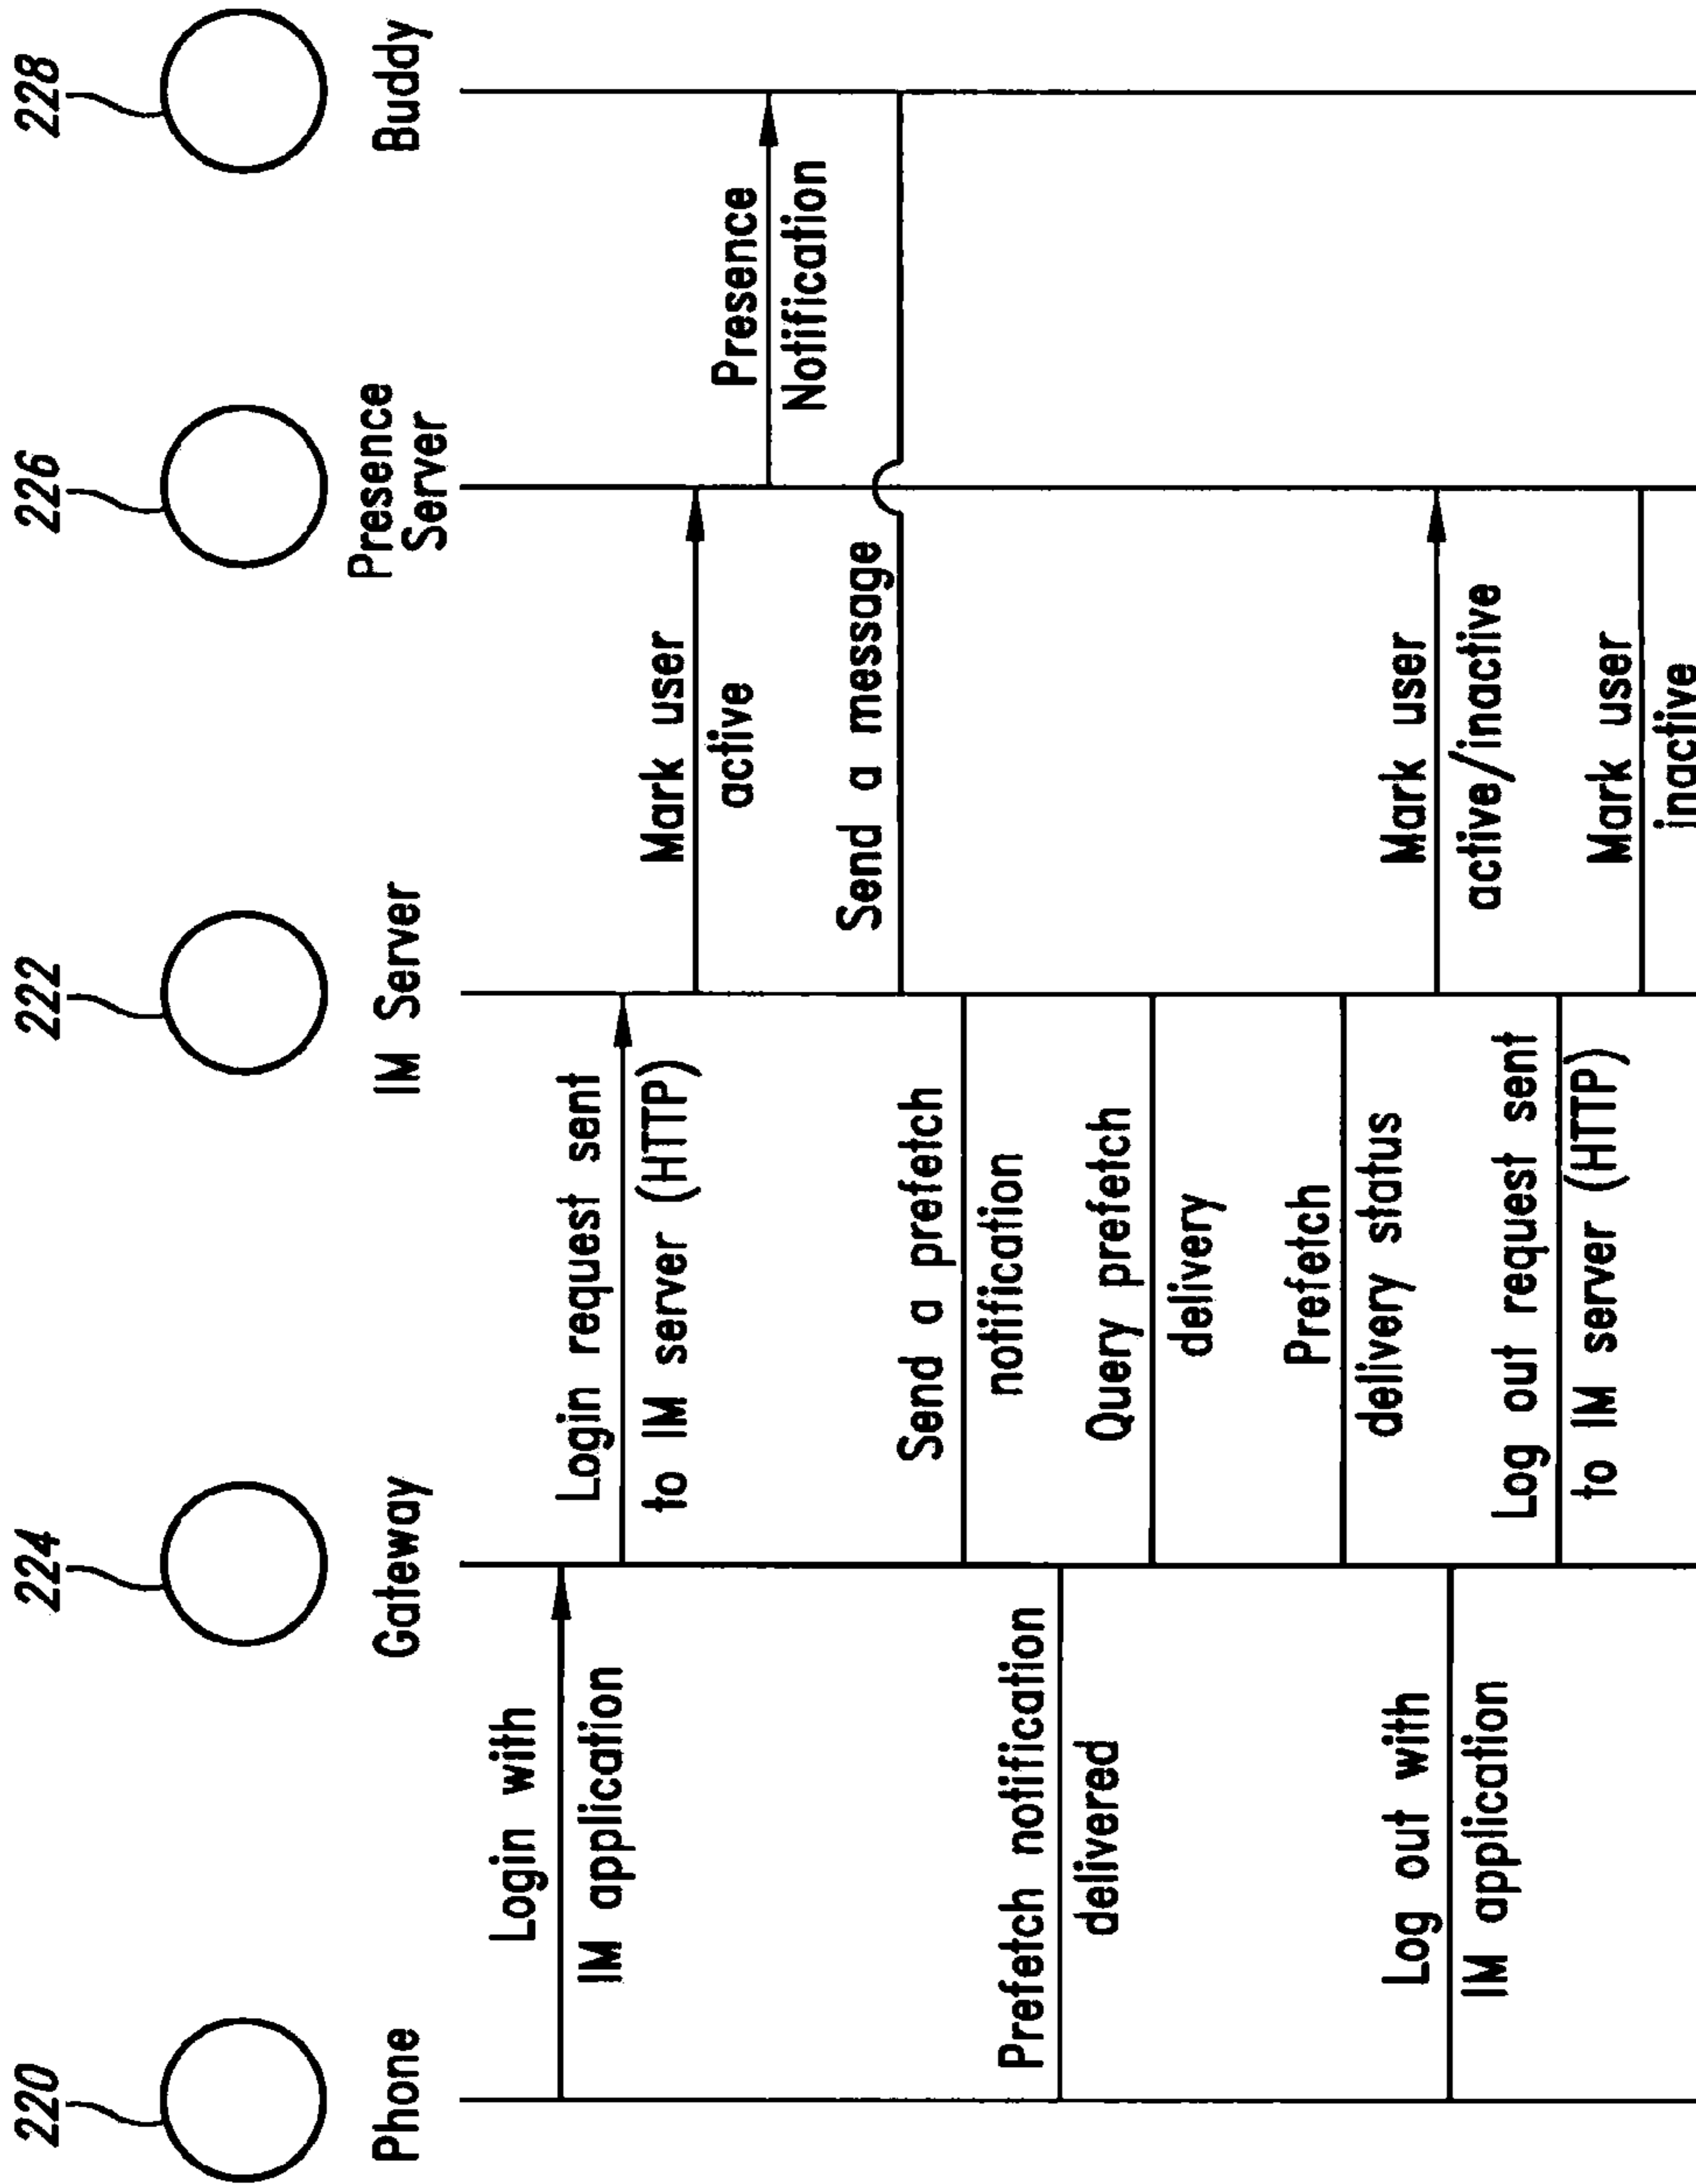 220
224
222
226
228
Phone
Gateway
IM Server
Presence
Server
Buddy
Login with
IM application
Login request sent
to IM server (HTTP)
Mark user
active
Presence
Notification
Send a message
Send a prefetch
notification
Prefetch notification
delivered
Query prefetch
delivery
Prefetch
delivery status
Mark user
active/inactive
Log out with
IM application
Log out request sent
to IM server (HTTP)
Mark user
inactive